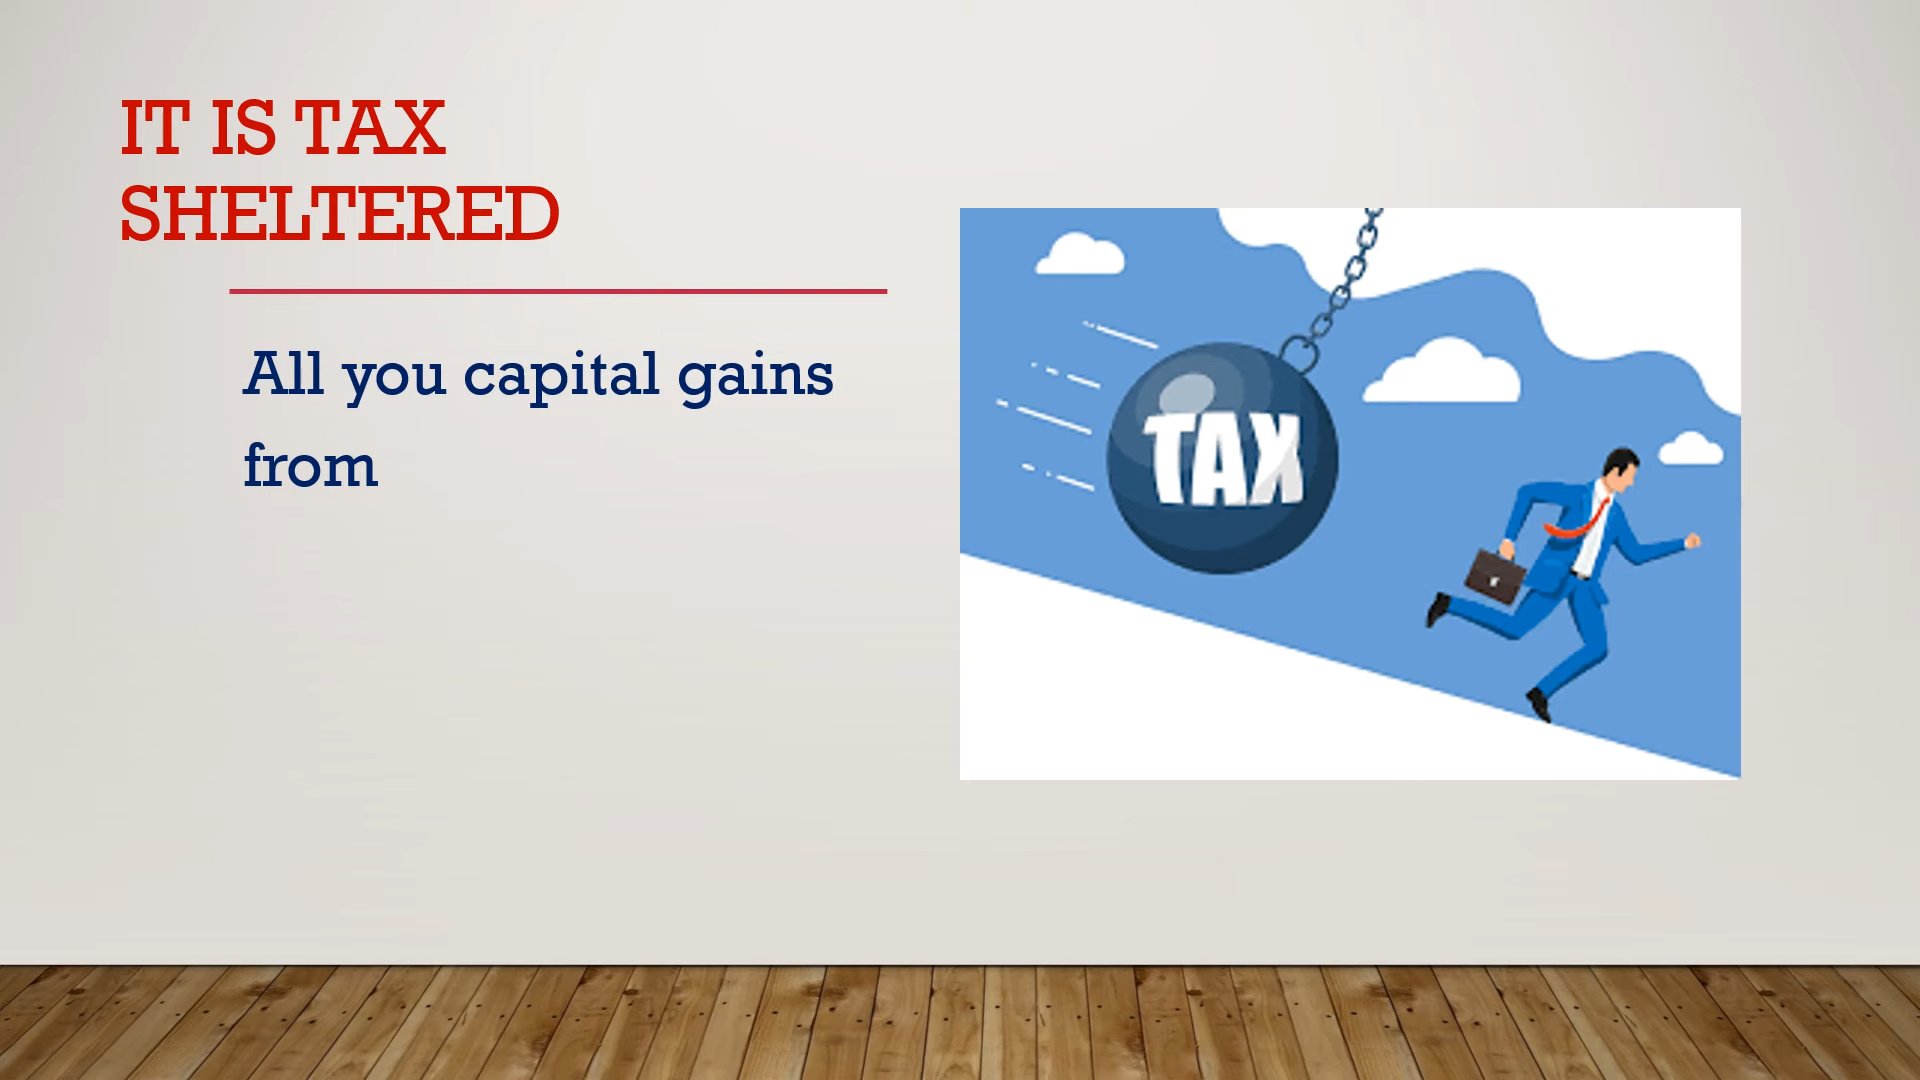 IT IS TAX
SHELTERED
All you capital gains
from
TAX